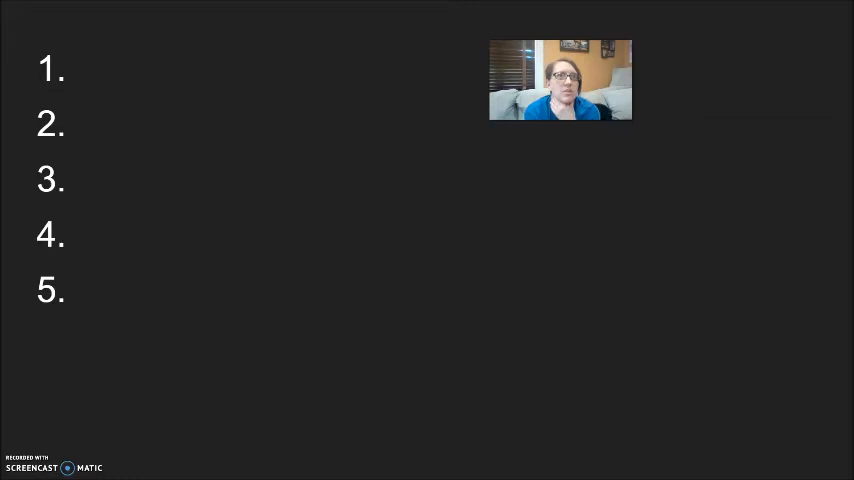 1.
2.
3.
4.
5.
RECORDED WITH
SCREENCAST MATIC